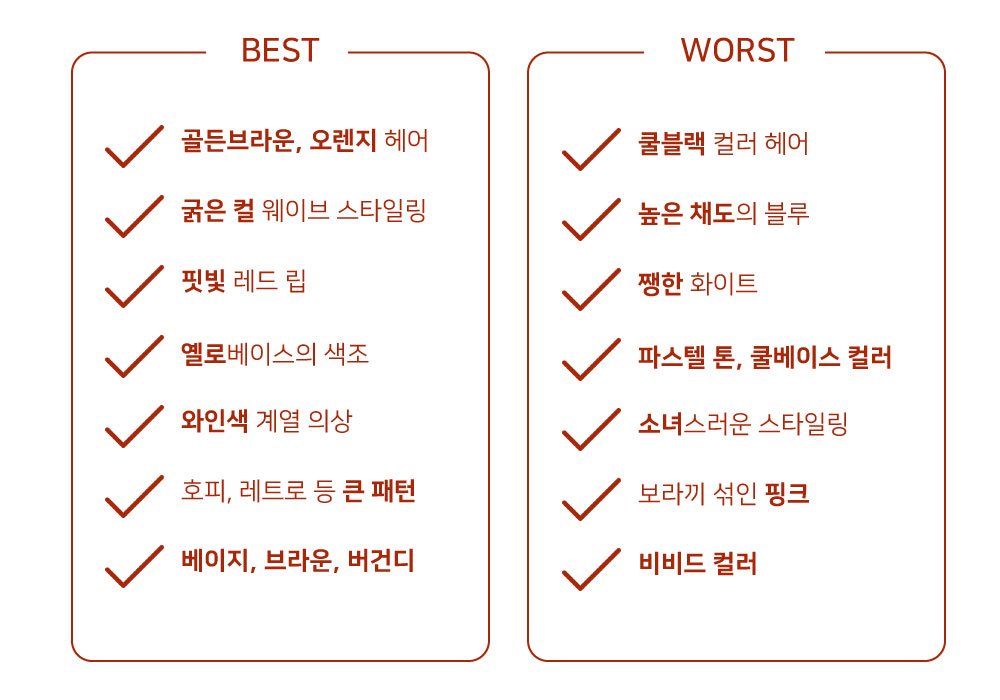 BEST
골든브라운, 오렌지 헤어
굵은 컬 웨이브 스타일링
핏빛 레드 립
옐로베이스의 색조
와인색 계열 의상
호피, 레트로 등 큰 패턴
베이지, 브라운, 버건디
WORST
쿨블랙 컬러 헤어
높은 채도의 블루
쨍한 화이트
파스텔 톤, 쿨베이스 컬러
소녀스러운 스타일링
보라끼 섞인 핑크
비비드 컬러